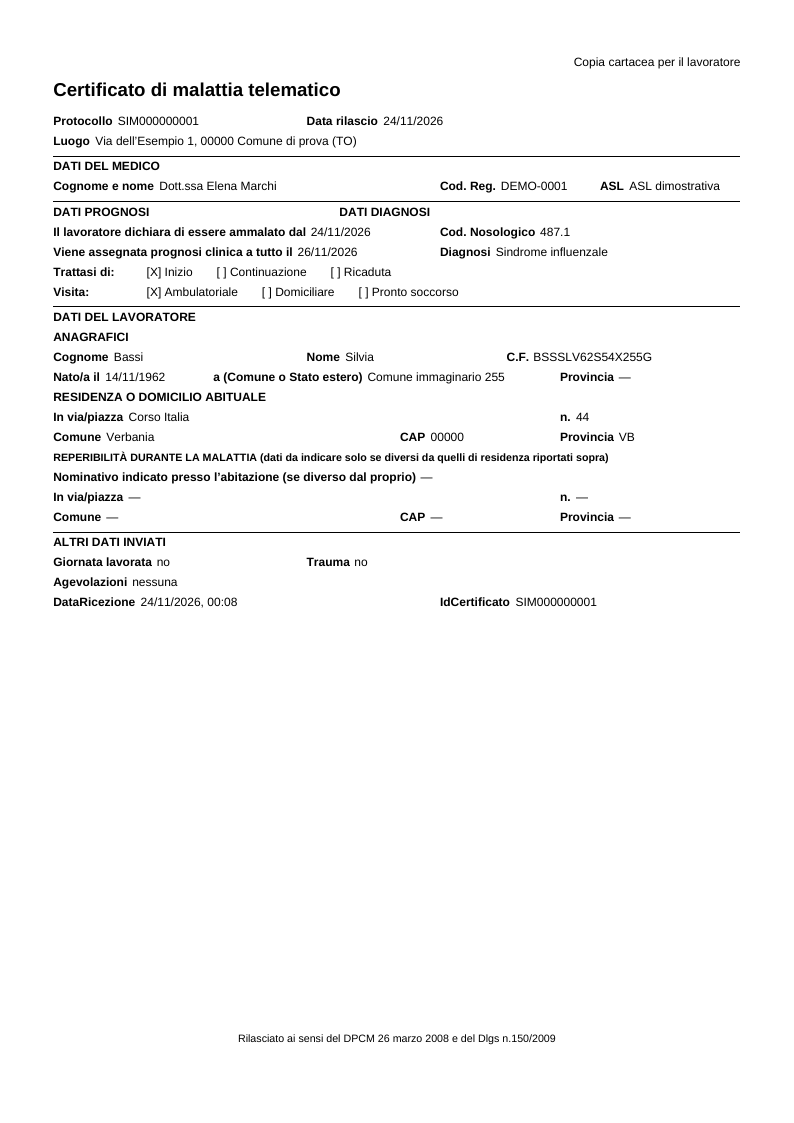 Copia cartacea per il lavoratore
Certificato di malattia telematico
Protocollo SIM000000001 Data rilascio 24/11/2026
Luogo Via dell’Esempio 1, 00000 Comune di prova (TO)
DATI DEL MEDICO
Cognome e nome Dott.ssa Elena Marchi Cod. Reg. DEMO-0001 ASL ASL dimostrativa
DATI PROGNOSI DATI DIAGNOSI
Il lavoratore dichiara di essere ammalato dal 24/11/2026 Cod. Nosologico 487.1
Viene assegnata prognosi clinica a tutto il 26/11/2026 Diagnosi Sindrome influenzale
Trattasi di: [X] Inizio [ ] Continuazione [ ] Ricaduta
Visita: [X] Ambulatoriale [ ] Domiciliare [ ] Pronto soccorso
DATI DEL LAVORATORE
ANAGRAFICI
Cognome Bassi Nome Silvia C.F. BSSSLV62S54X255G
Nato/a il 14/11/1962 a (Comune o Stato estero) Comune immaginario 255 Provincia —
RESIDENZA O DOMICILIO ABITUALE
In via/piazza Corso Italia n. 44
Comune Verbania CAP 00000 Provincia VB
REPERIBILITÀ DURANTE LA MALATTIA (dati da indicare solo se diversi da quelli di residenza riportati sopra)
Nominativo indicato presso l’abitazione (se diverso dal proprio) —
In via/piazza — n. —
Comune — CAP — Provincia —
ALTRI DATI INVIATI
Giornata lavorata no Trauma no
Agevolazioni nessuna
DataRicezione 24/11/2026, 00:08 IdCertificato SIM000000001
Rilasciato ai sensi del DPCM 26 marzo 2008 e del Dlgs n.150/2009